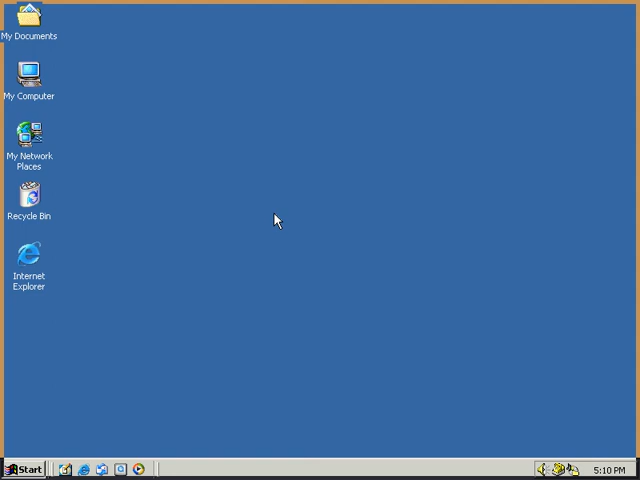 My Documents
My Computer
My Network
Places
Recycle Bin
Internet
Explorer
Start
5:10 PM